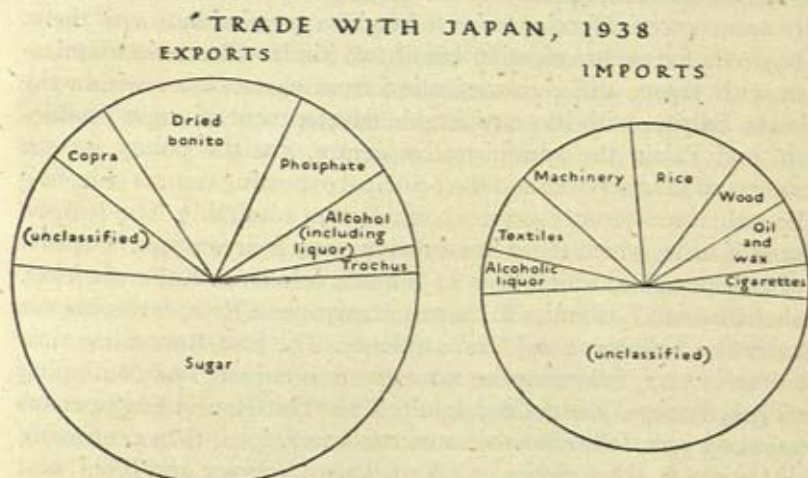 TRADE WITH JAPAN, 1938
EXPORTS
Dried
bonito
Copra
Phosphate
(unclassified)
Alcohol
(including
liquor)
Trochus
Sugar
IMPORTS
Machinery
Rice
Wood
Textiles
Oil
and
wax
Alcoholic
liquor
Cigarettes
(unclassified)